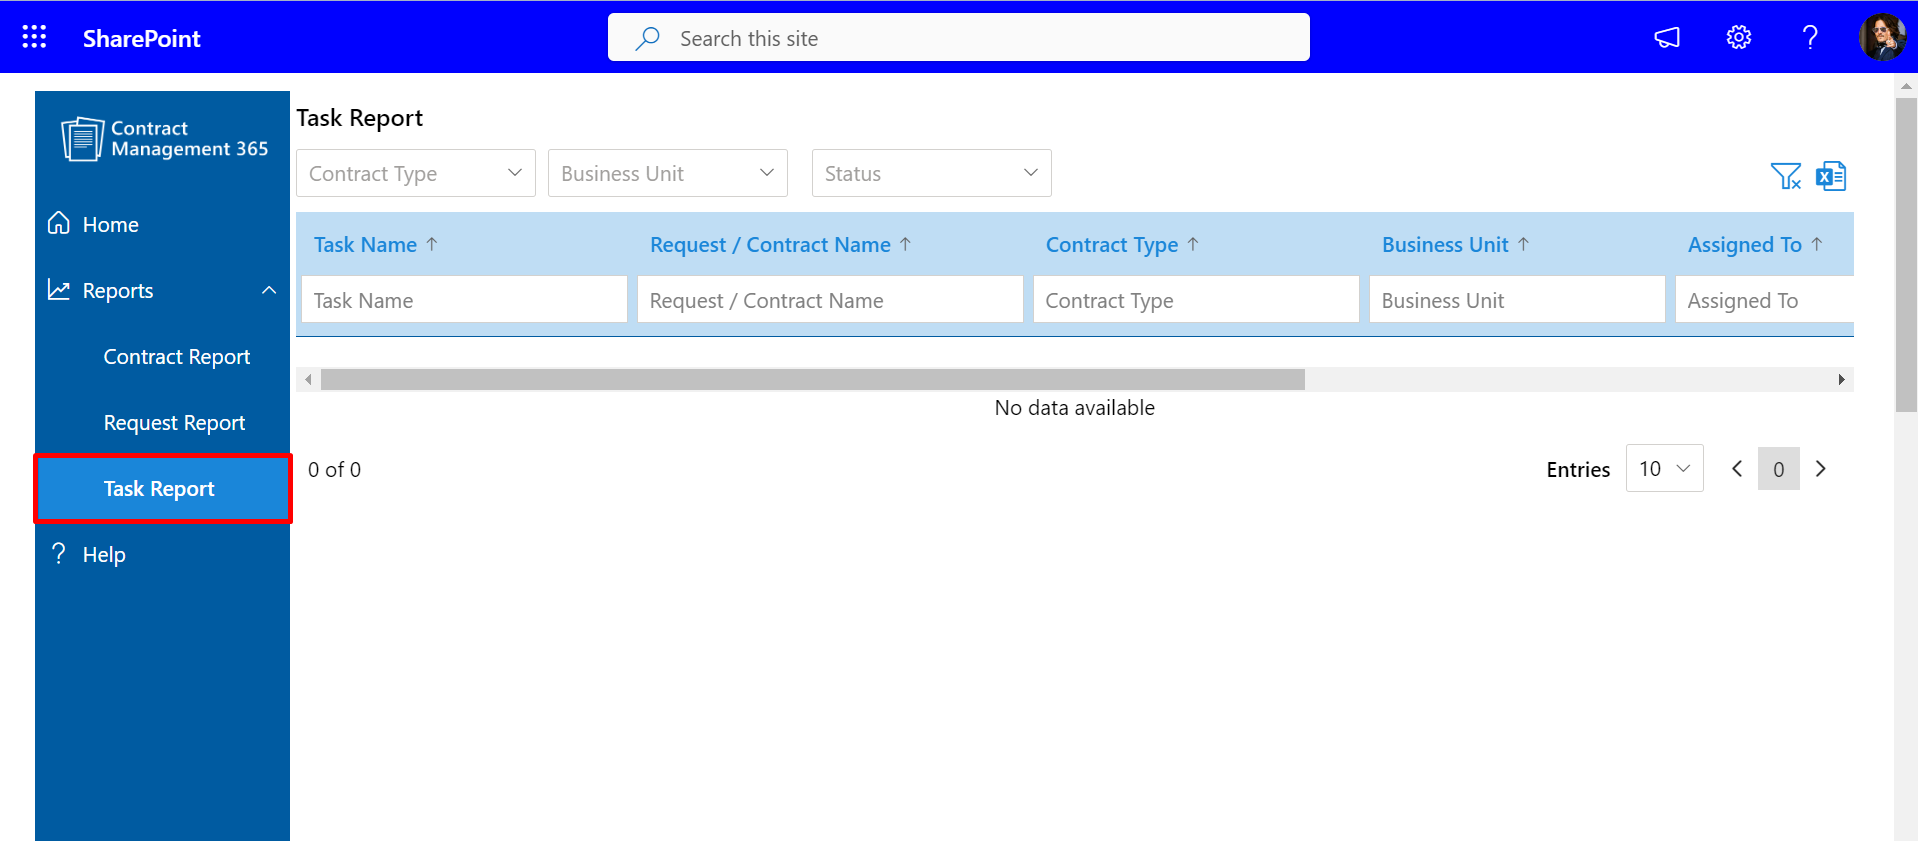 SharePoint
Search this site
Contract
Management 365
Home
Reports
Contract Report
Request Report
Task Report
Help
Task Report
Contract Type
Business Unit
Status
Task Name
Request / Contract Name
Contract Type
Business Unit
Assigned To
Task Name
Request / Contract Name
Contract Type
Business Unit
Assigned To
No data available
0 of 0
Entries
10
0